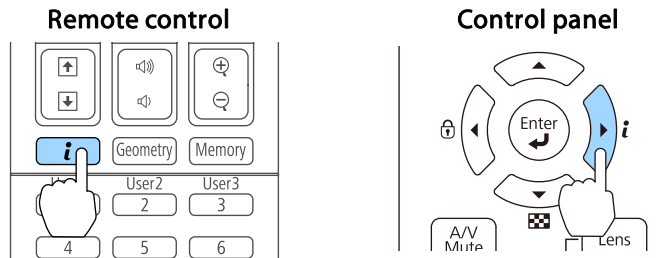 Remote control
Control panel
i
Geometry
Memory
User2
User3
2
3
4
5
6
Enter
i
A/V
Mute
Lens